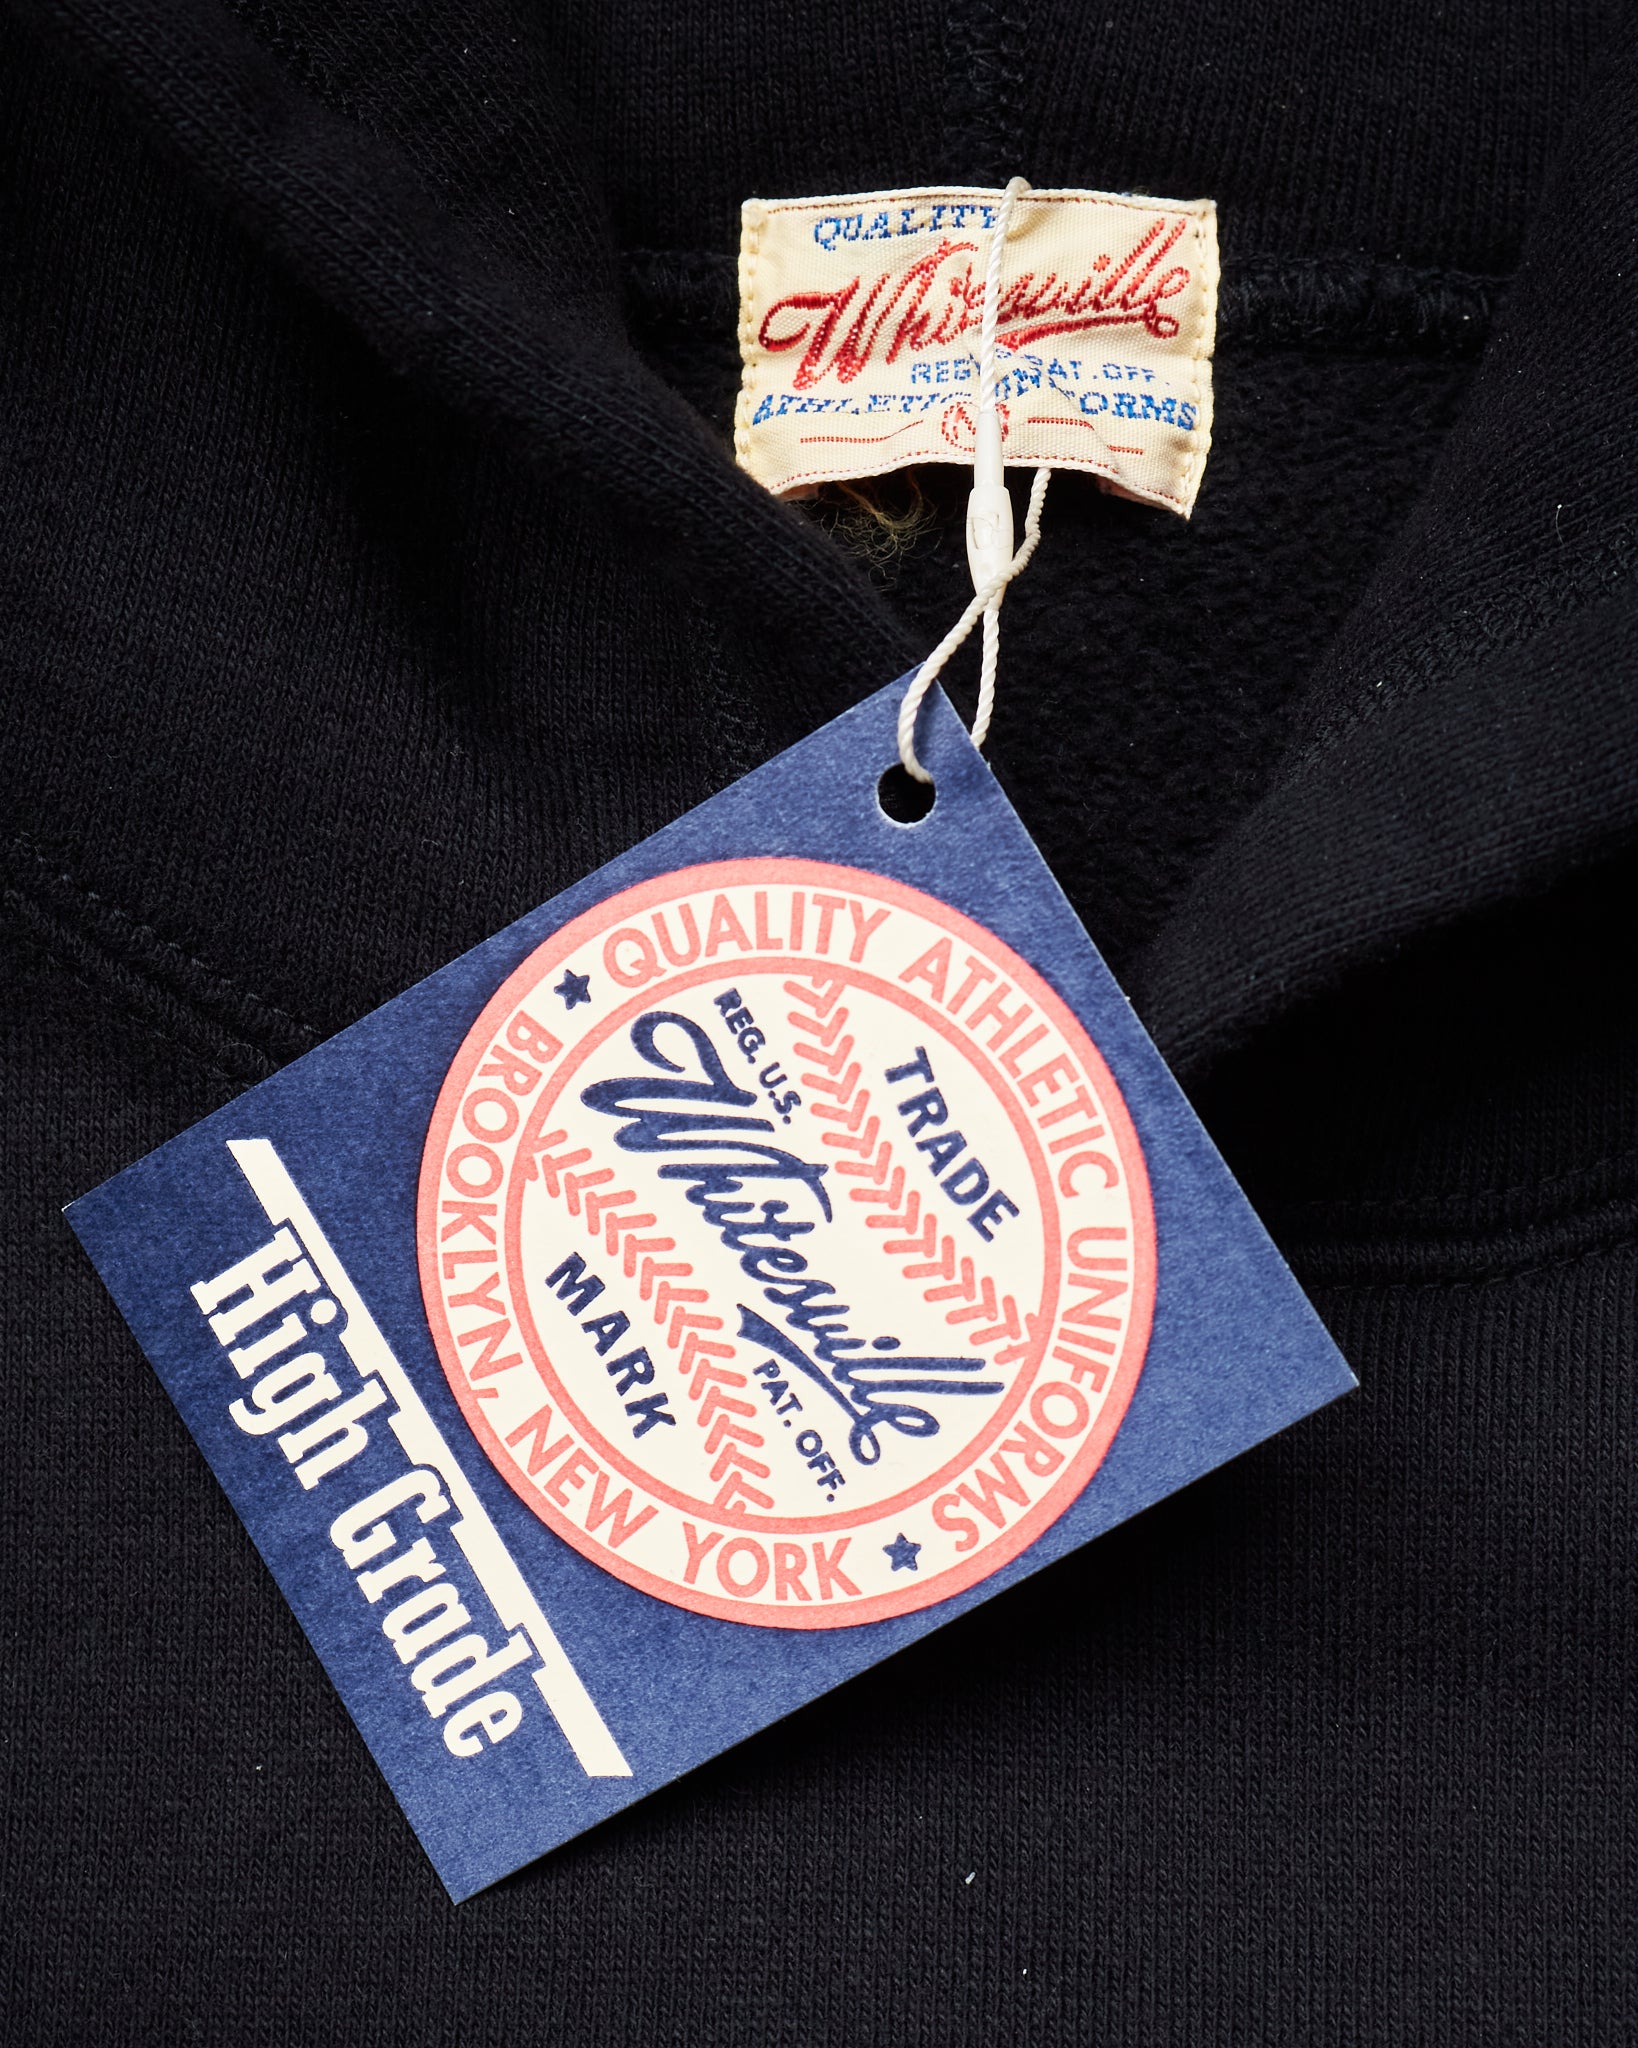 QUALITY
Whitesville
REG. U.S. PAT. OFF.
ATHLETIC UNIFORMS
QUALITY ATHLETIC UNIFORMS
BROOKLYN, NEW YORK
TRADE
REG. U.S.
Whitesville
PAT. OFF.
MARK
High Grade